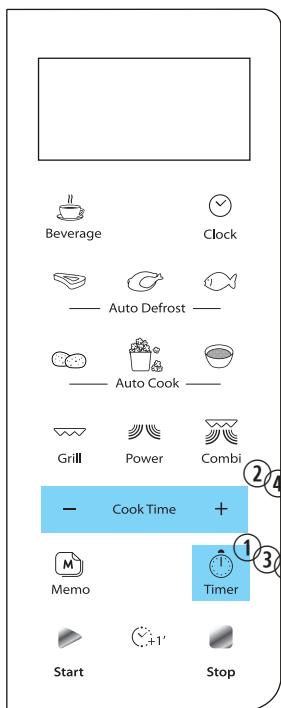 Beverage Clock
Auto Defrost
Auto Cook
Grill Power Combi
② ④
– Cook Time +
① ③
M
Memo Timer
+1'
Start Stop